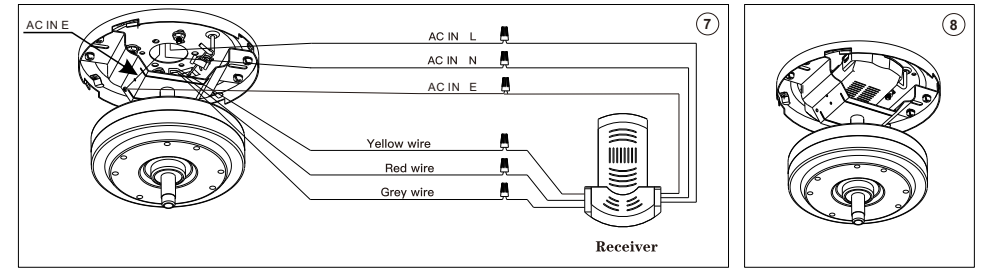 AC IN E
7
AC IN L
AC IN N
AC IN E
Yellow wire
Red wire
Grey wire
Receiver
8